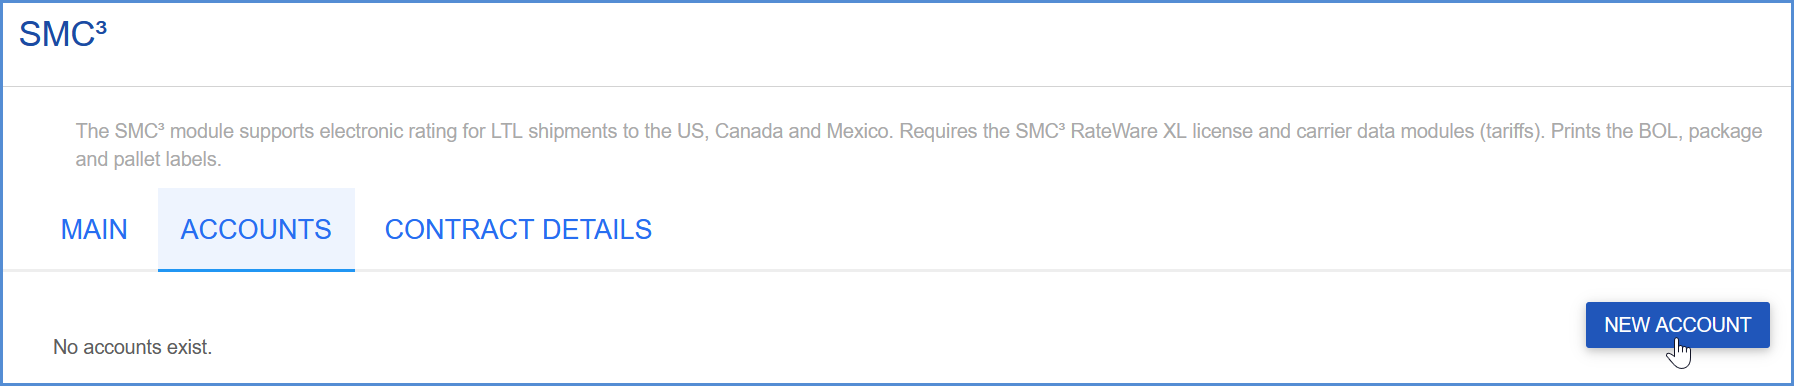 SMC³
The SMC³ module supports electronic rating for LTL shipments to the US, Canada and Mexico. Requires the SMC³ RateWare XL license and carrier data modules (tariffs). Prints the BOL, package
and pallet labels.
MAIN ACCOUNTS CONTRACT DETAILS
NEW ACCOUNT
No accounts exist.